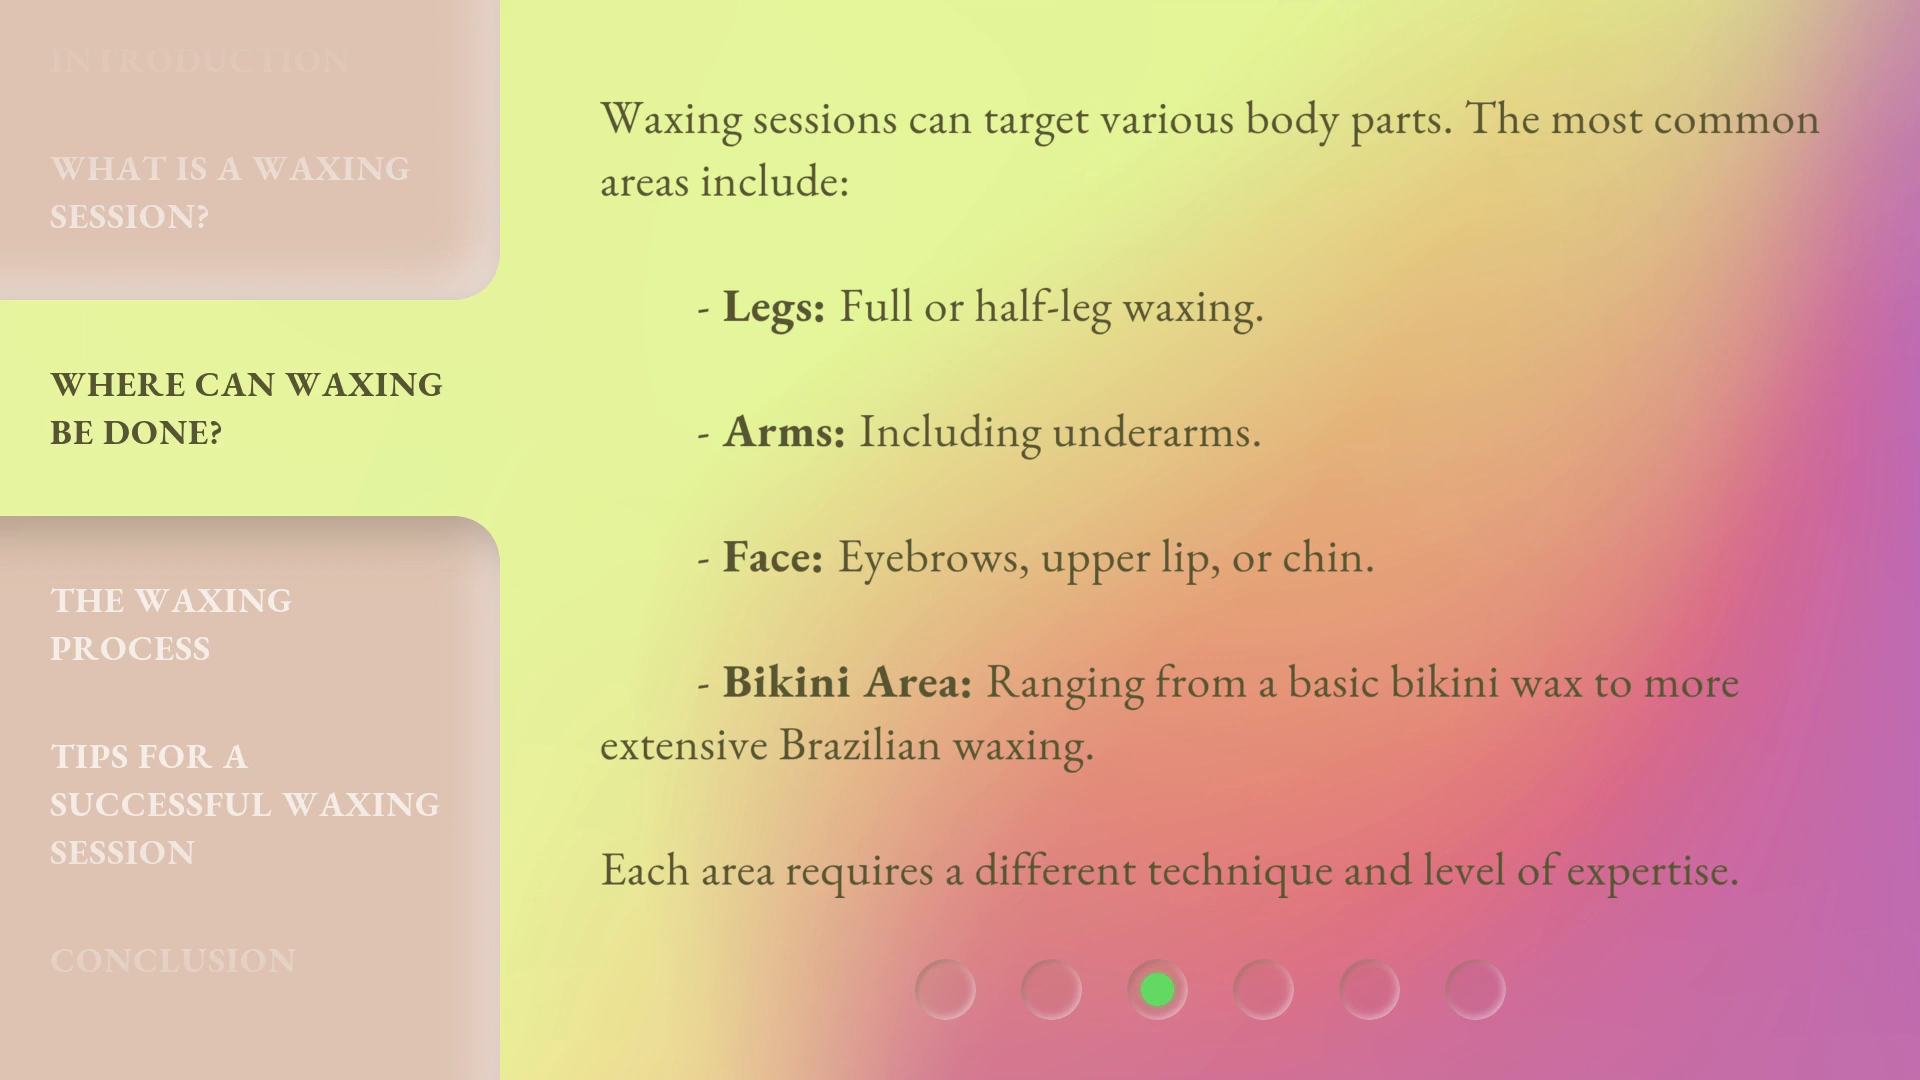 INTRODUCTION
WHAT IS A WAXING
SESSION?
WHERE CAN WAXING
BE DONE?
THE WAXING
PROCESS
TIPS FOR A
SUCCESSFUL WAXING
SESSION
CONCLUSION
Waxing sessions can target various body parts. The most common
areas include:
- Legs: Full or half-leg waxing.
- Arms: Including underarms.
- Face: Eyebrows, upper lip, or chin.
- Bikini Area: Ranging from a basic bikini wax to more
extensive Brazilian waxing.
Each area requires a different technique and level of expertise.